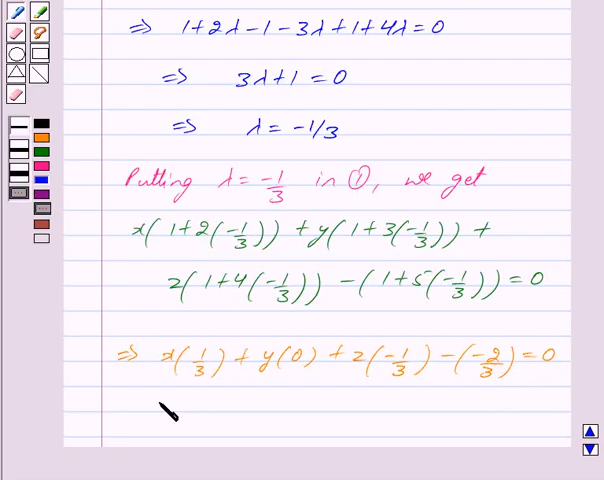 ⇒ 1+2λ-1-3λ+1+4λ=0
⇒ 3λ+1=0
⇒ λ=-1/3
Putting λ=-1/3 in ①, we get
x(1+2(-1/3))+y(1+3(-1/3))+
z(1+4(-1/3))-(1+5(-1/3))=0
⇒ x(1/3)+y(0)+z(-1/3)-(-2/3)=0